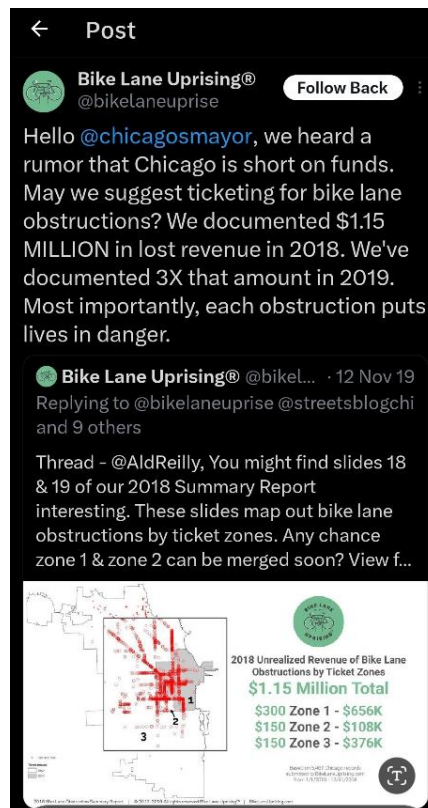 Post
Bike Lane Uprising®
@bikelaneuprise
Follow Back
Hello @chicagosmayor, we heard a
rumor that Chicago is short on funds.
May we suggest ticketing for bike lane
obstructions? We documented $1.15
MILLION in lost revenue in 2018. We've
documented 3X that amount in 2019.
Most importantly, each obstruction puts
lives in danger.
Bike Lane Uprising® @bikel... · 12 Nov 19
Replying to @bikelaneuprise @streetsblogchi
and 9 others
Thread - @AldReilly, You might find slides 18
& 19 of our 2018 Summary Report
interesting. These slides map out bike lane
obstructions by ticket zones. Any chance
zone 1 & zone 2 can be merged soon? View f...
BIKE LANE
UPRISING
2018 Unrealized Revenue of Bike Lane
Obstructions by Ticket Zones
$1.15 Million Total
$300 Zone 1 - $656K
$150 Zone 2 - $108K
$150 Zone 3 - $376K
1
2
3
T